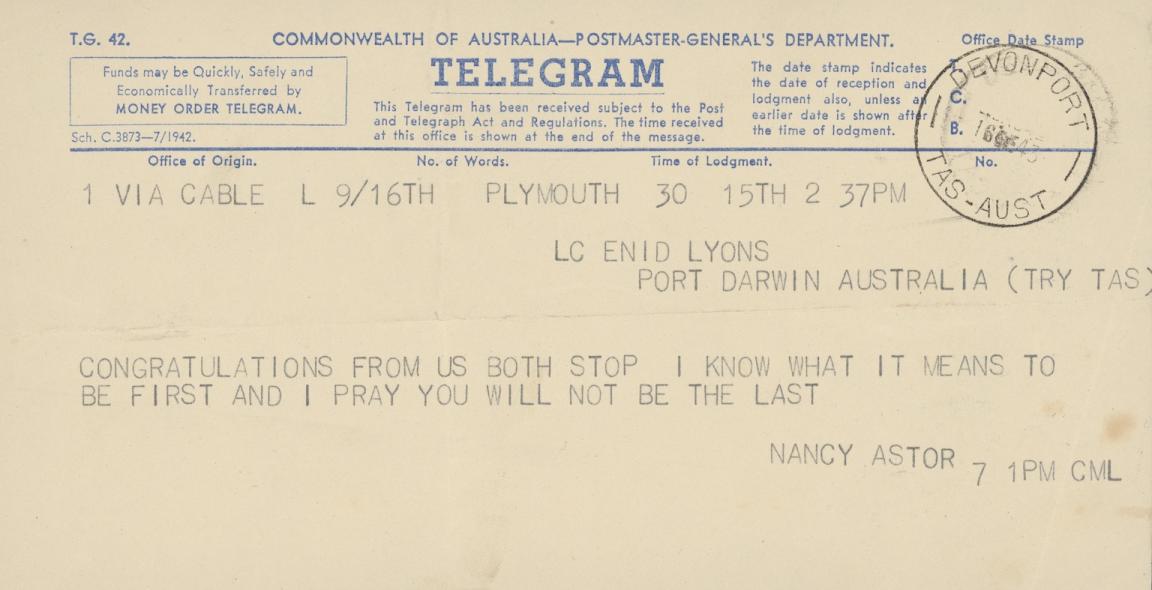 T.G. 42.
COMMONWEALTH OF AUSTRALIA—POSTMASTER-GENERAL'S DEPARTMENT.
Office Date Stamp
Funds may be Quickly, Safely and
Economically Transferred by
MONEY ORDER TELEGRAM.
Sch. C.3873—7/1942.
TELEGRAM
This Telegram has been received subject to the Post
and Telegraph Act and Regulations. The time received
at this office is shown at the end of the message.
The date stamp indicates
the date of reception and
lodgment also, unless an
earlier date is shown after
the time of lodgment.
C.
B.
DEVONPORT
TAS-AUST
Office of Origin. No. of Words. Time of Lodgment. No.
1 VIA CABLE L 9/16TH PLYMOUTH 30 15TH 2 37PM
LC ENID LYONS
PORT DARWIN AUSTRALIA (TRY TAS)
CONGRATULATIONS FROM US BOTH STOP I KNOW WHAT IT MEANS TO
BE FIRST AND I PRAY YOU WILL NOT BE THE LAST
NANCY ASTOR 7 1PM CML